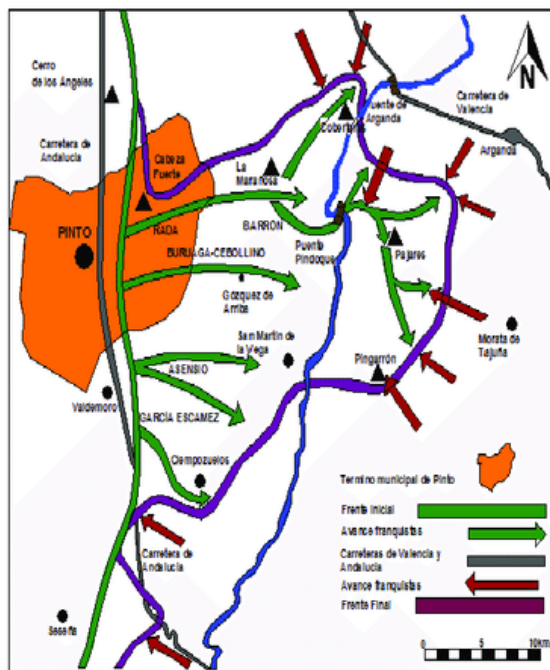 Cerro
de los Angeles
Carretera de
Andalucía
Cabeza
Fuerte
PINTO
RADA
La
Marañosa
Coberteras
Puente de
Arganda
Carretera de
Valencia
Arganda
N
BARRON
Puente
Pindoque
BURUAGA-CEBOLLINO
Gózquez de
Arriba
Pajares
San Martin de
la Vega
Morata de
Tajuña
Pingarrón
ASENSIO
Valdemoro
GARCÍA ESCAMEZ
Ciempozuelos
Carretera de
Andalucía
Seseña
Termino municipal de Pinto
Frente Inicial
Avance franquistas
Carreteras de Valencia y
Andalucía
Avance franquistas
Frente Final
0 5 10km